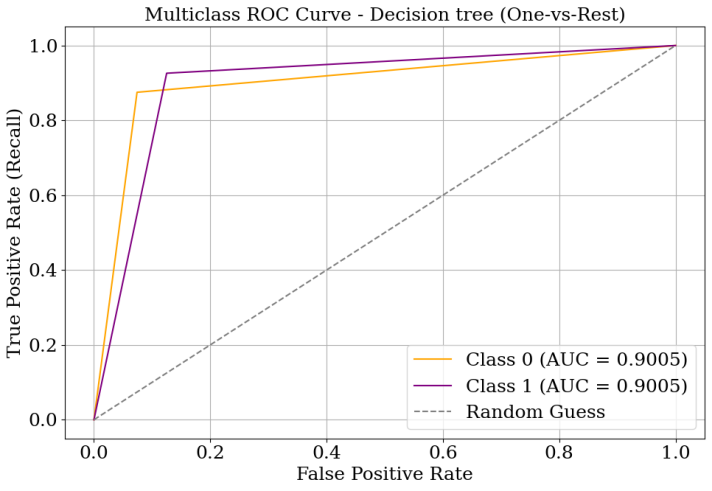 Multiclass ROC Curve - Decision tree (One-vs-Rest)
True Positive Rate (Recall)
1.0
0.8
0.6
0.4
0.2
0.0
Class 0 (AUC = 0.9005)
Class 1 (AUC = 0.9005)
Random Guess
0.0 0.2 0.4 0.6 0.8 1.0
False Positive Rate